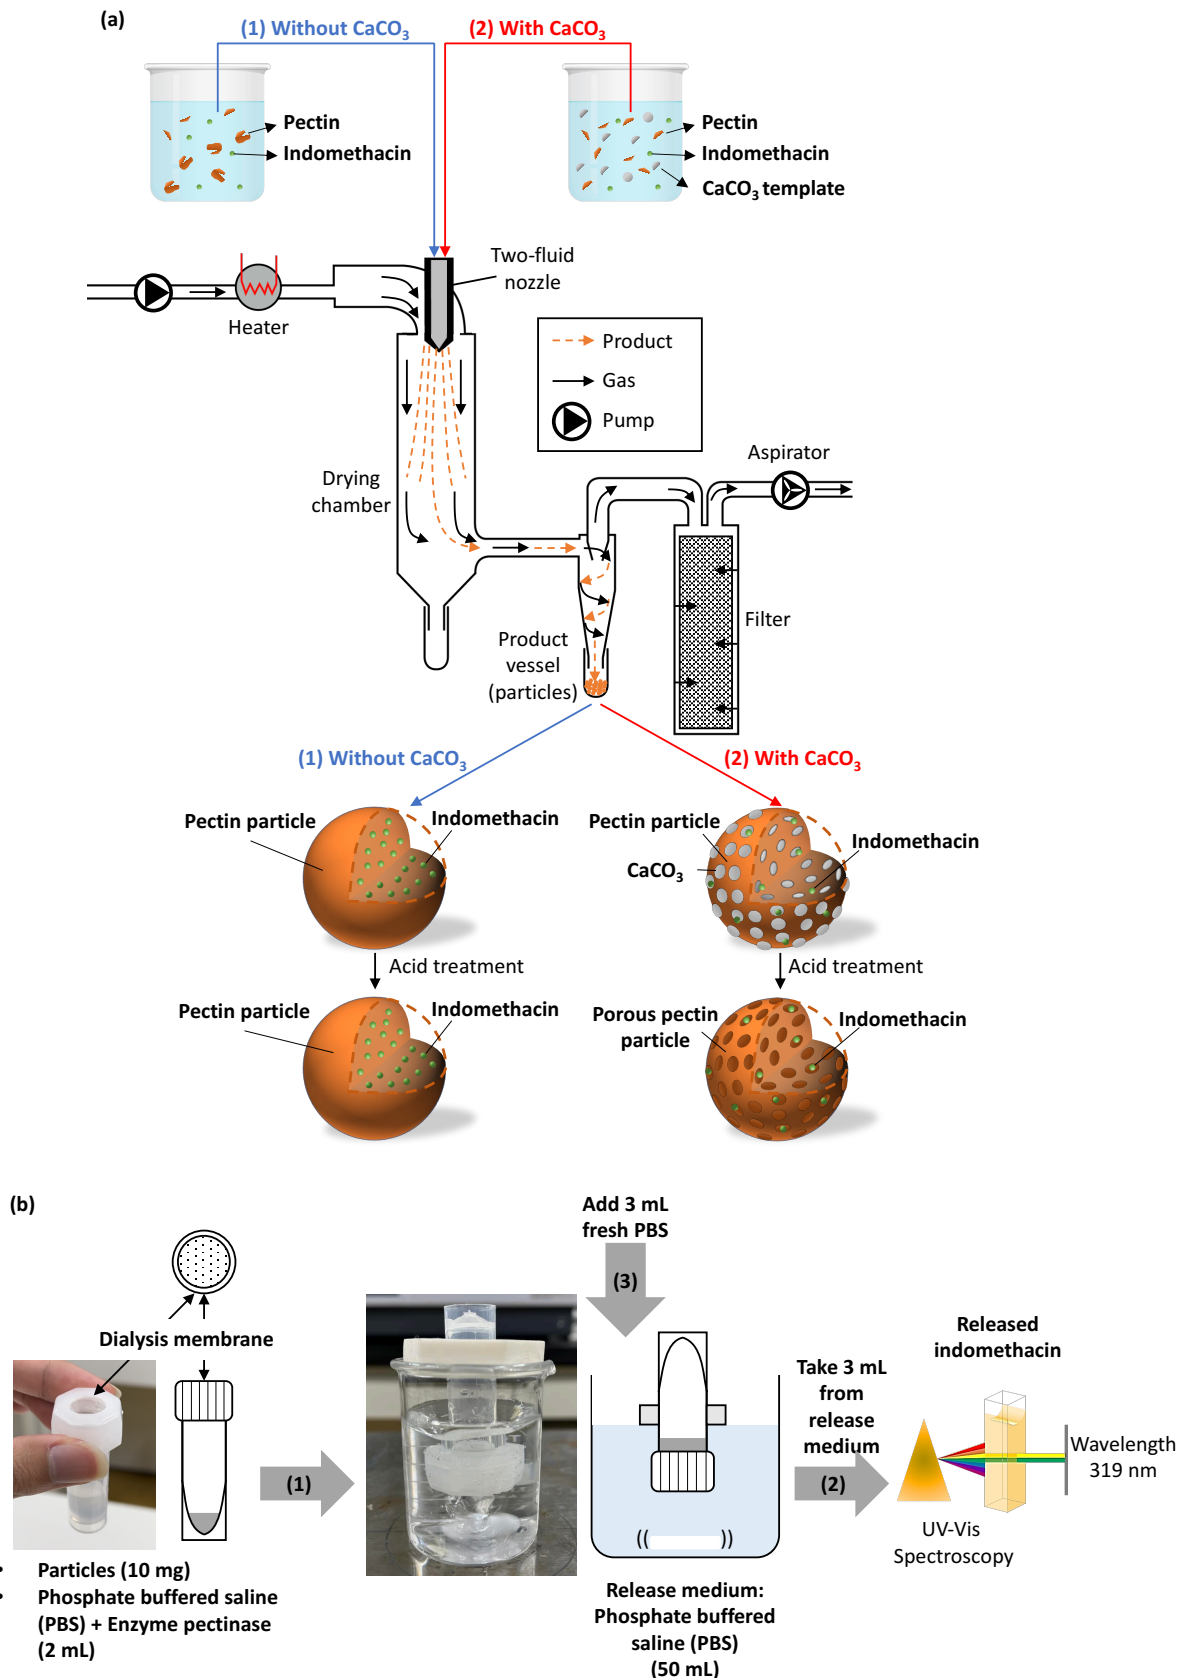 (a)
(1) Without CaCO₃
(2) With CaCO₃
Pectin
Indomethacin
Pectin
Indomethacin
CaCO₃ template
Two-fluid
nozzle
Heater
Product
Gas
Pump
Aspirator
Drying
chamber
Filter
Product
vessel
(particles)
(1) Without CaCO₃
(2) With CaCO₃
Pectin particle
Indomethacin
Pectin particle
CaCO₃
Indomethacin
Acid treatment
Acid treatment
Pectin particle
Indomethacin
Porous pectin
particle
Indomethacin
(b)
Add 3 mL
fresh PBS
(3)
Dialysis membrane
Released
indomethacin
Take 3 mL
from
release
medium
(1)
(2)
Wavelength
319 nm
UV-Vis
Spectroscopy
• Particles (10 mg)
• Phosphate buffered saline
(PBS) + Enzyme pectinase
(2 mL)
Release medium:
Phosphate buffered
saline (PBS)
(50 mL)